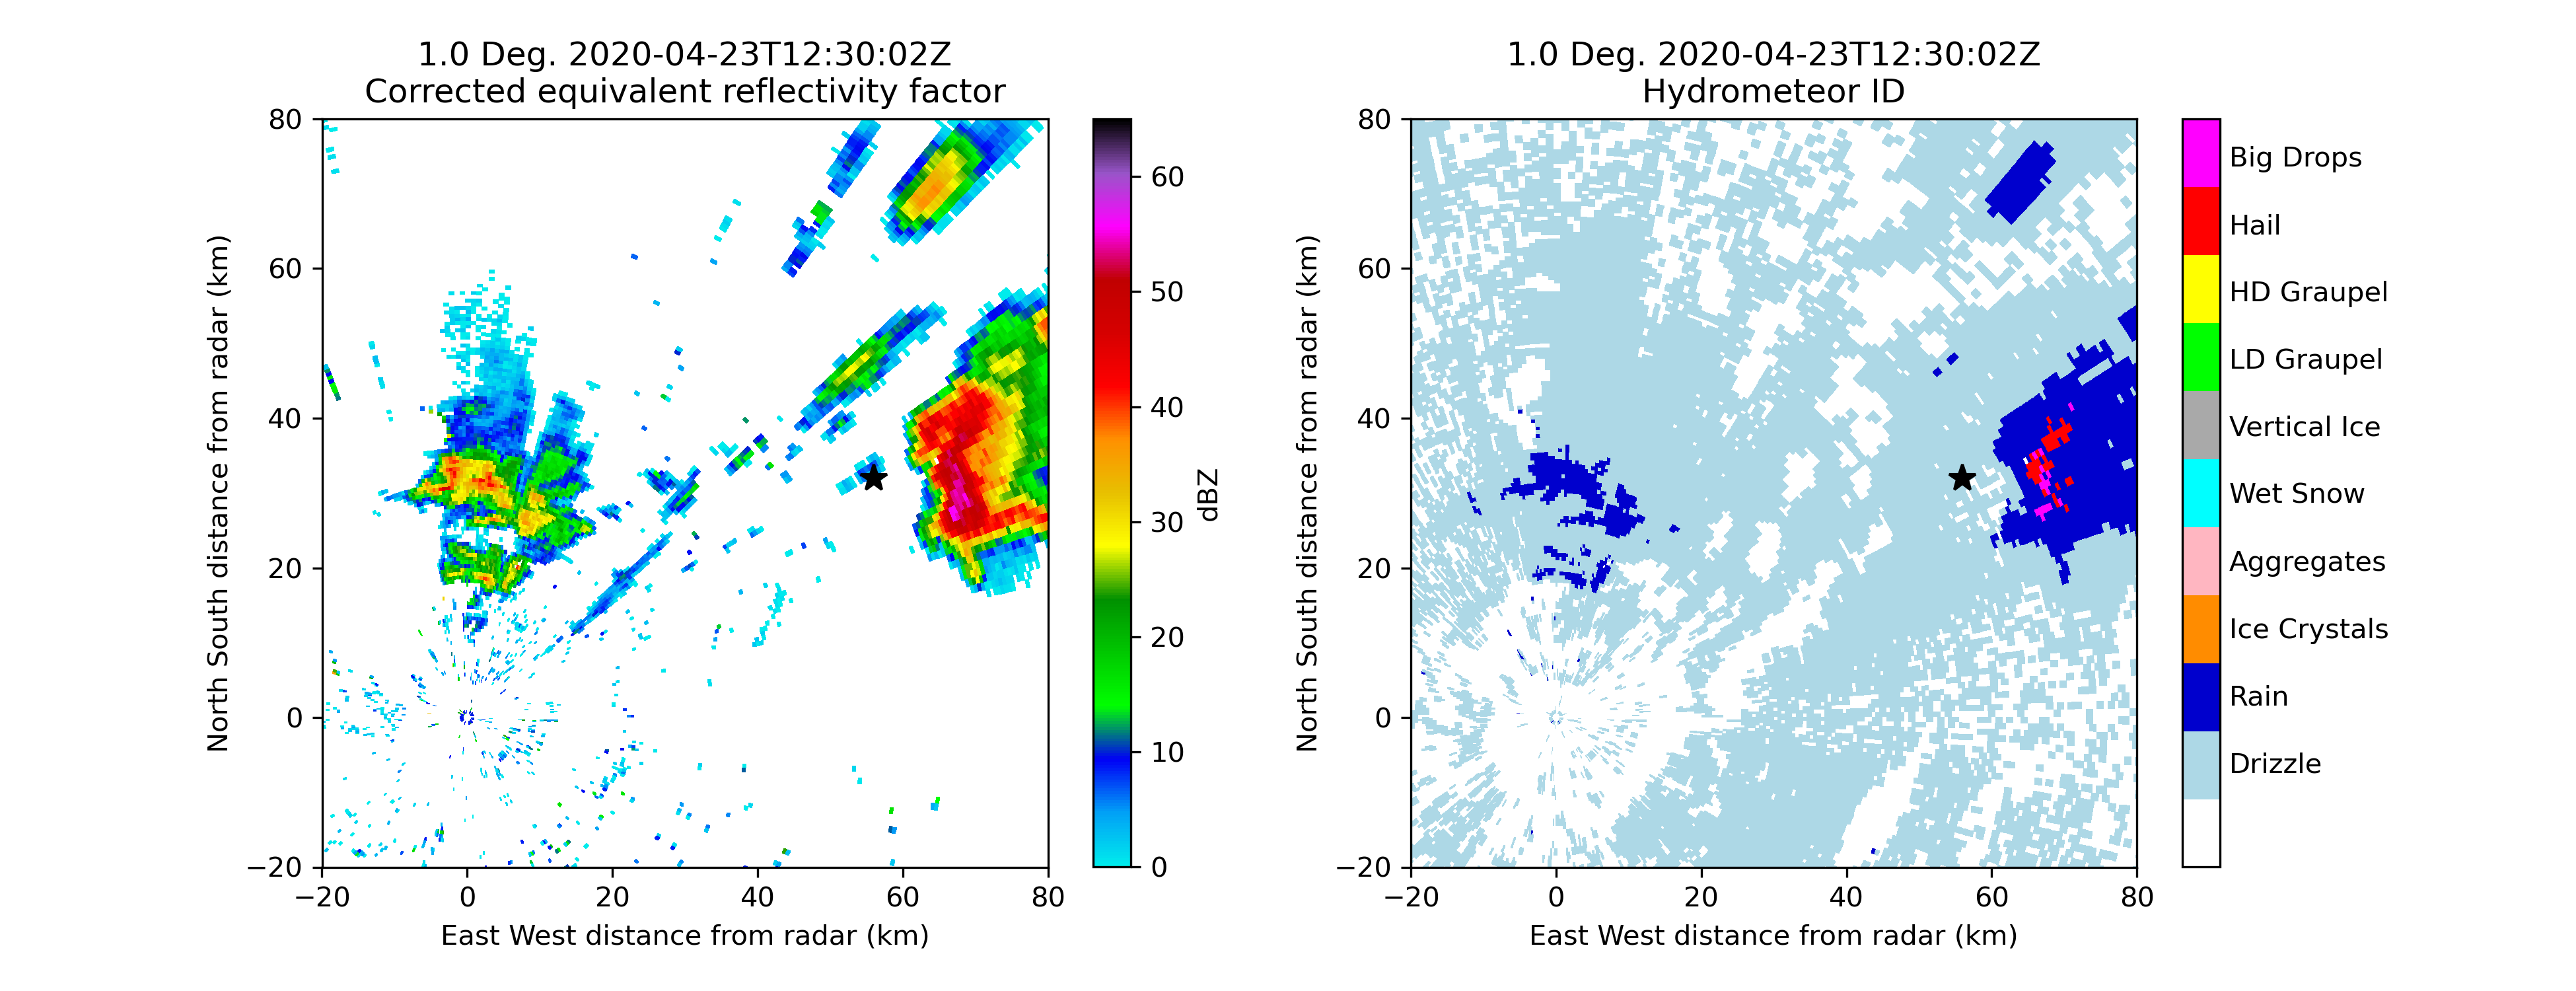 1.0 Deg. 2020-04-23T12:30:02Z
Corrected equivalent reflectivity factor
80
60
40
20
0
−20
North South distance from radar (km)
−20 0 20 40 60 80
East West distance from radar (km)
60
50
40
30
20
10
0
dBZ
1.0 Deg. 2020-04-23T12:30:02Z
Hydrometeor ID
80
60
40
20
0
−20
North South distance from radar (km)
−20 0 20 40 60 80
East West distance from radar (km)
Big Drops
Hail
HD Graupel
LD Graupel
Vertical Ice
Wet Snow
Aggregates
Ice Crystals
Rain
Drizzle